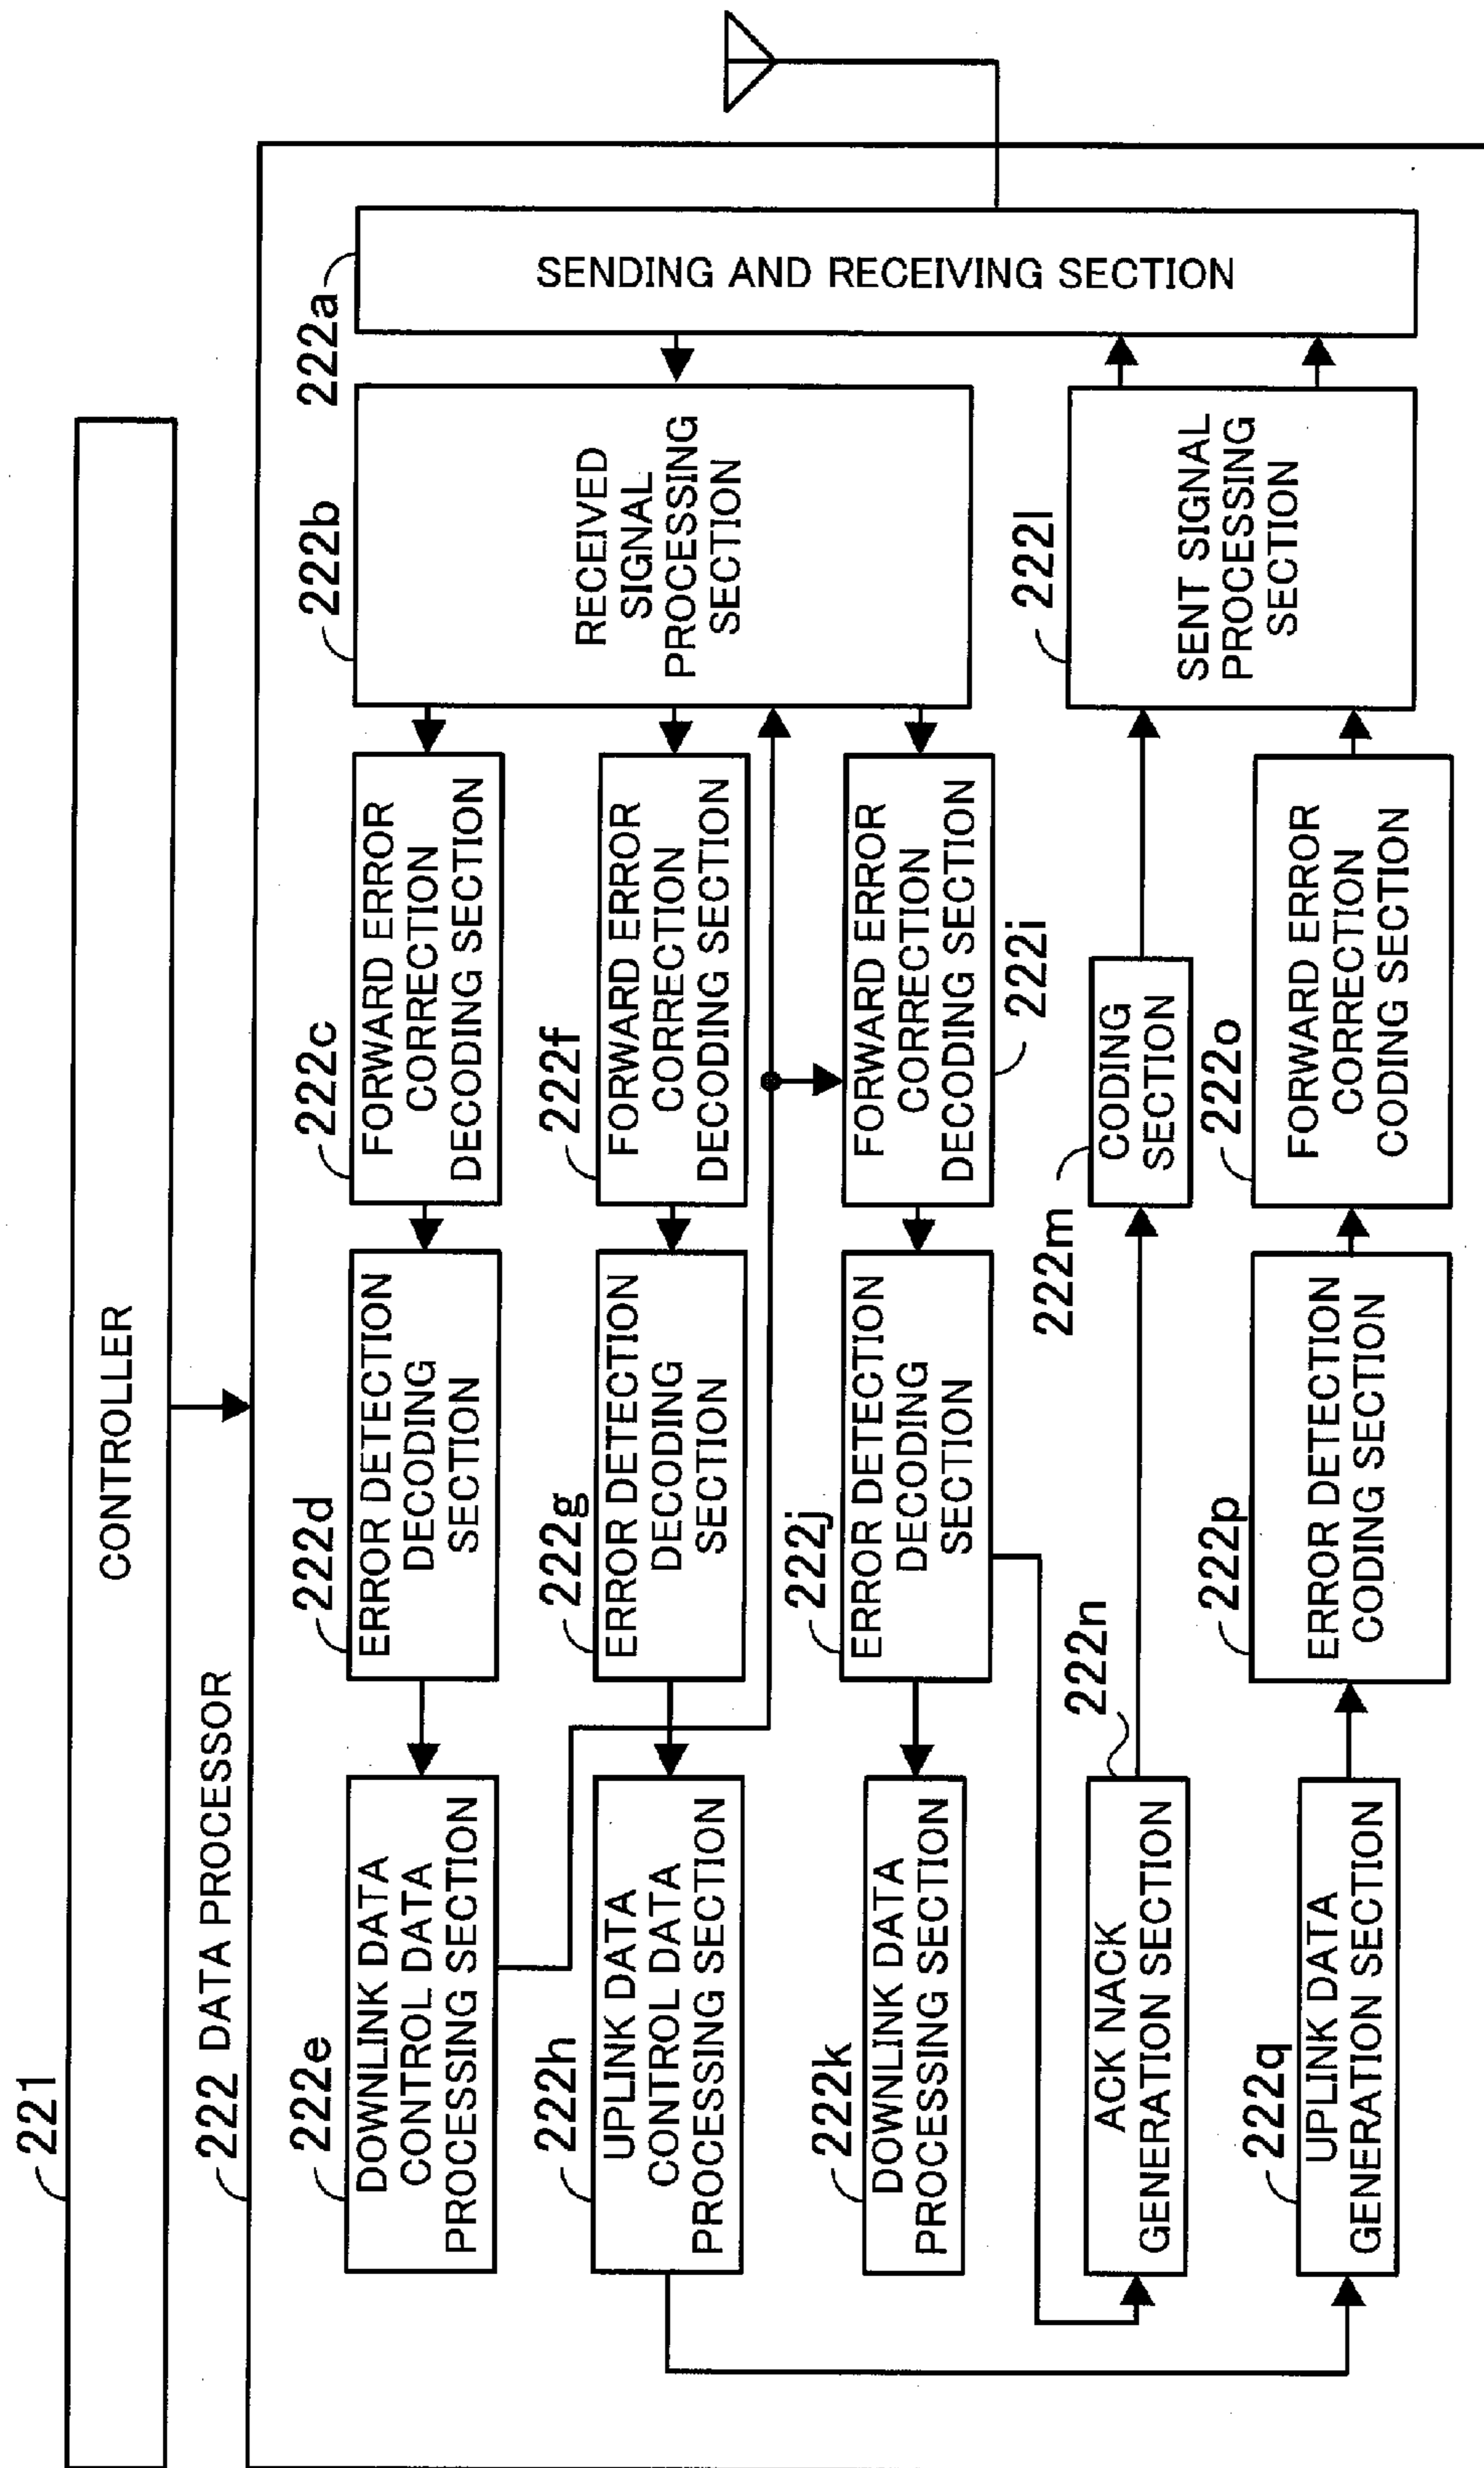 221
CONTROLLER
222 DATA PROCESSOR
222e
DOWNLINK DATA
CONTROL DATA
PROCESSING SECTION
222d
ERROR DETECTION
DECODING
SECTION
222c
FORWARD ERROR
CORRECTION
DECODING SECTION
222b
RECEIVED
SIGNAL
PROCESSING
SECTION
222a
SENDING AND RECEIVING SECTION
222h
UPLINK DATA
CONTROL DATA
PROCESSING SECTION
222g
ERROR DETECTION
DECODING
SECTION
222f
FORWARD ERROR
CORRECTION
DECODING SECTION
222k
DOWNLINK DATA
PROCESSING SECTION
222j
ERROR DETECTION
DECODING
SECTION
FORWARD ERROR
CORRECTION
DECODING SECTION
222i
ACK NACK
GENERATION SECTION
222n
222m
CODING
SECTION
222l
SENT SIGNAL
PROCESSING
SECTION
222q
UPLINK DATA
GENERATION SECTION
222p
ERROR DETECTION
CODING SECTION
222o
FORWARD ERROR
CORRECTION
CODING SECTION